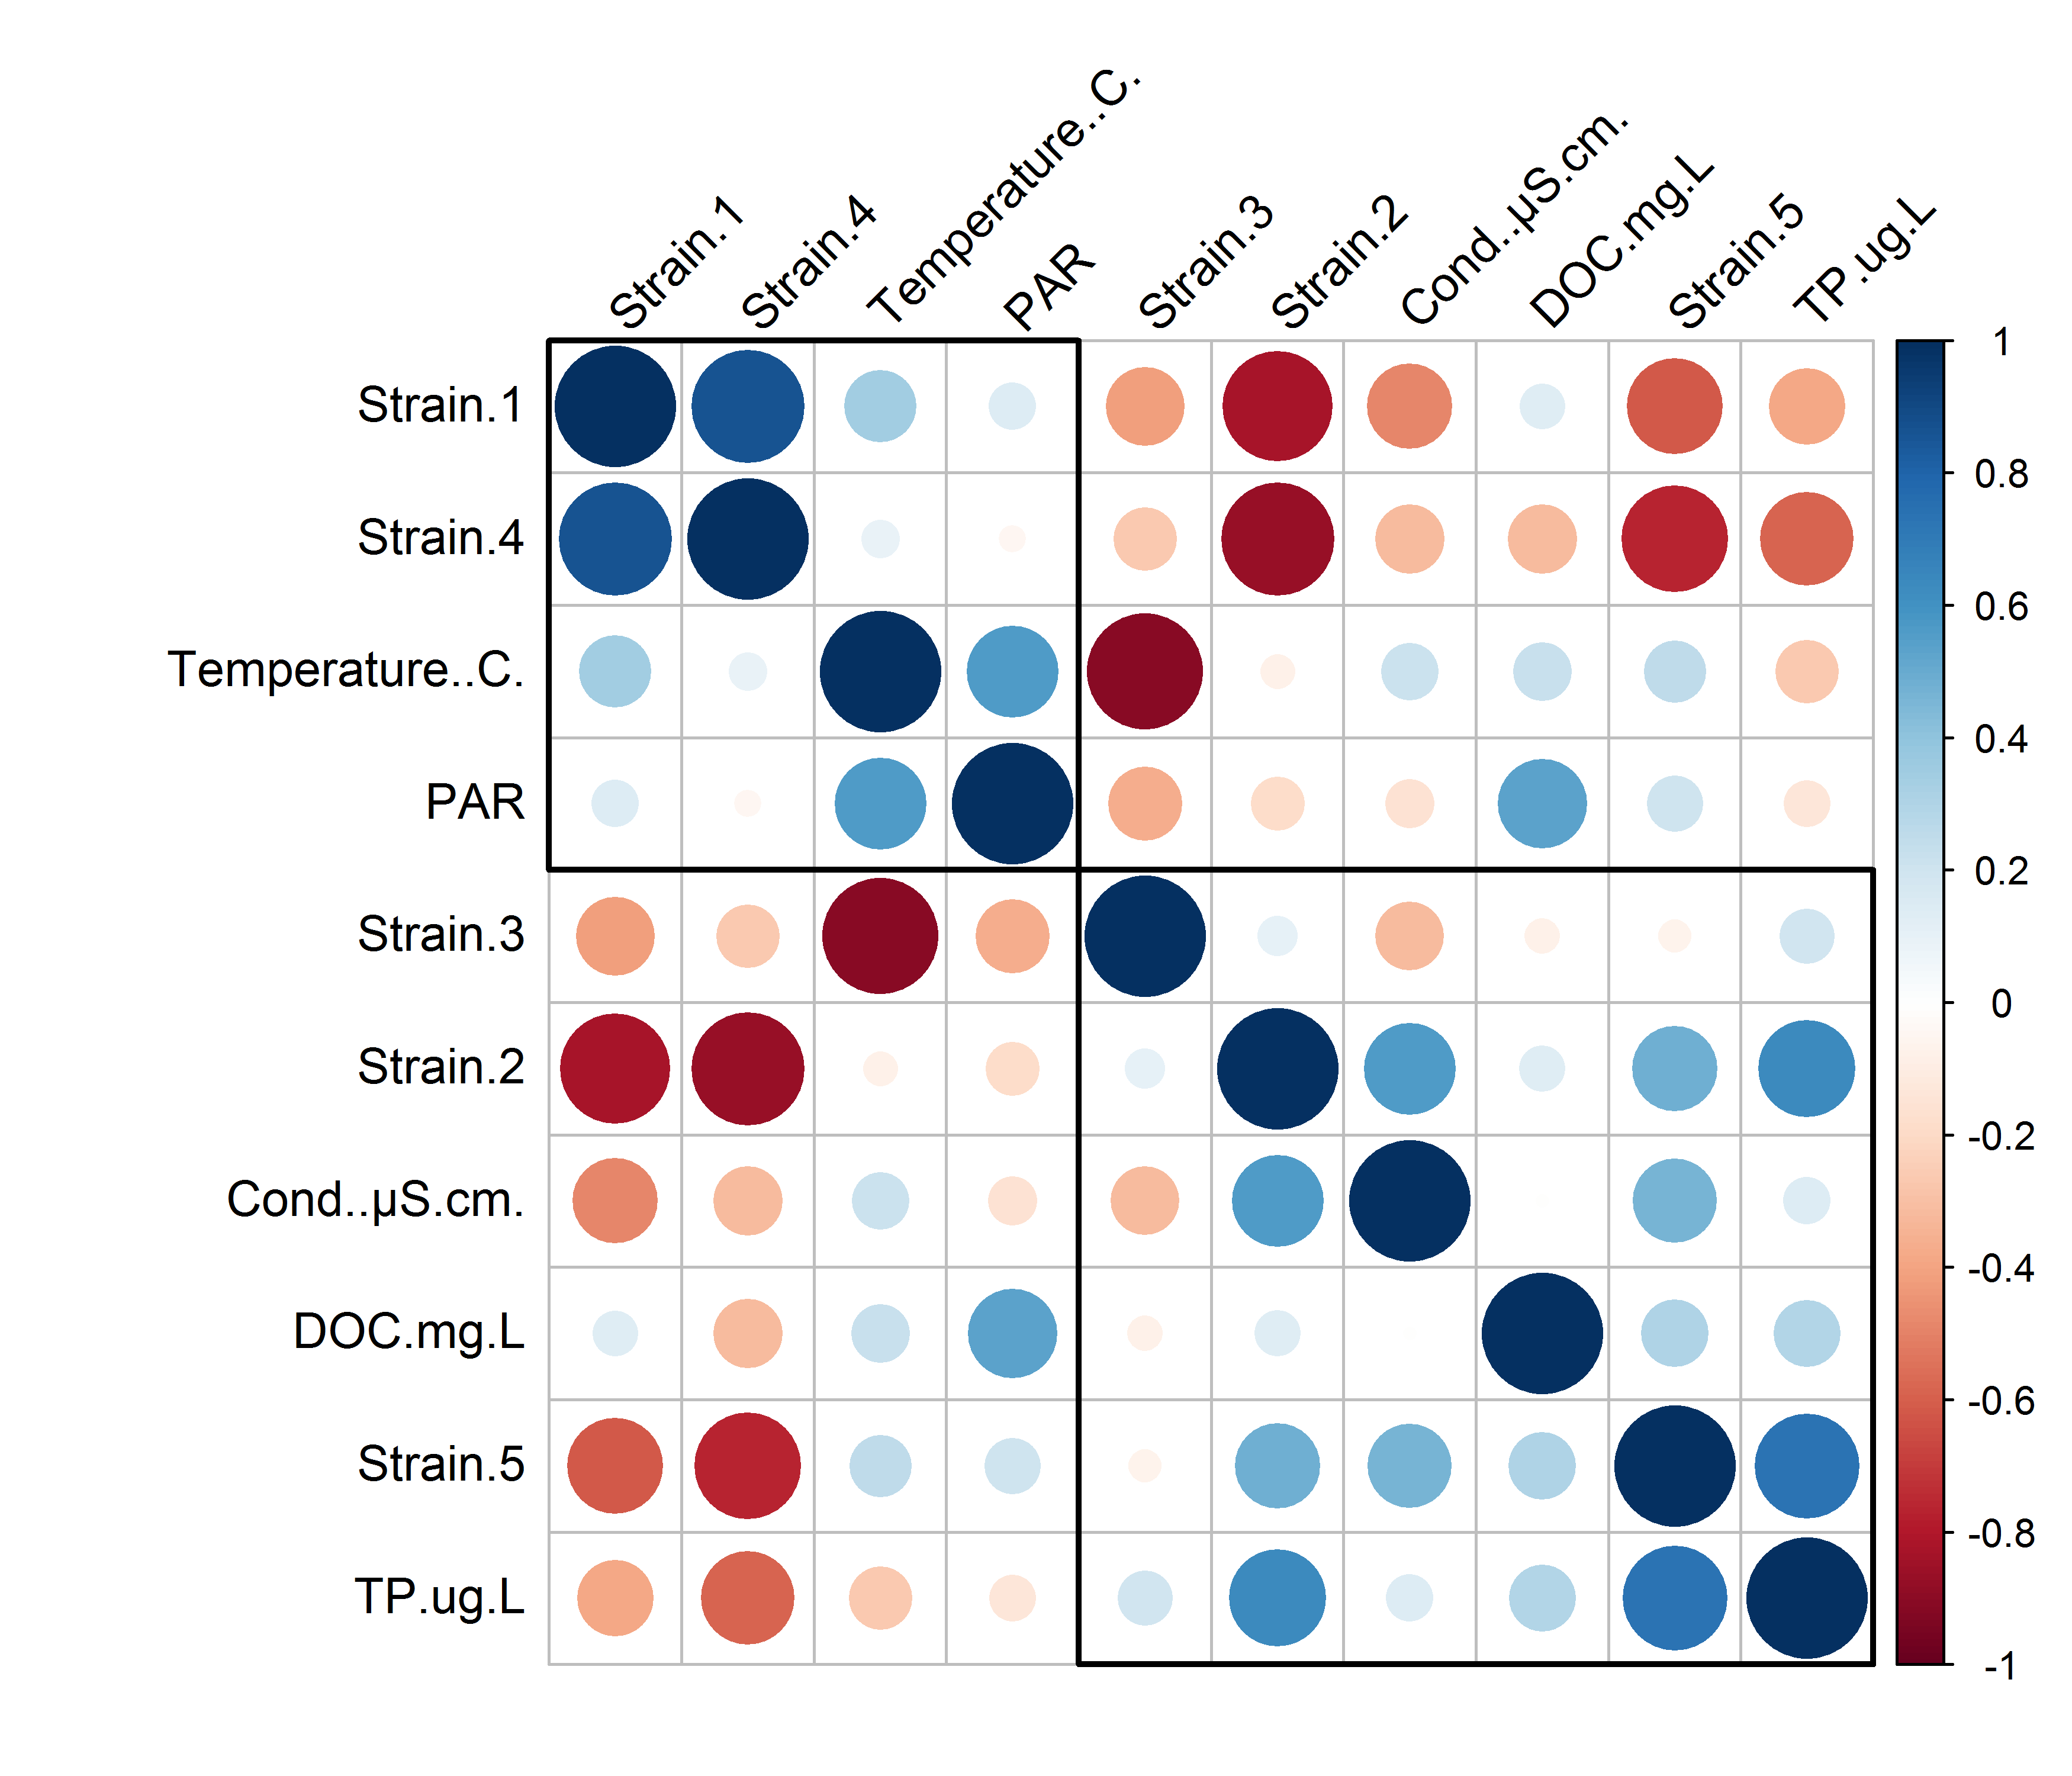 Strain.1
Strain.4
Temperature..C.
PAR
Strain.3
Strain.2
Cond..µS.cm.
DOC.mg.L
Strain.5
TP.ug.L
Strain.1
Strain.4
Temperature..C.
PAR
Strain.3
Strain.2
Cond..µS.cm.
DOC.mg.L
Strain.5
TP.ug.L
1
0.8
0.6
0.4
0.2
0
-0.2
-0.4
-0.6
-0.8
-1